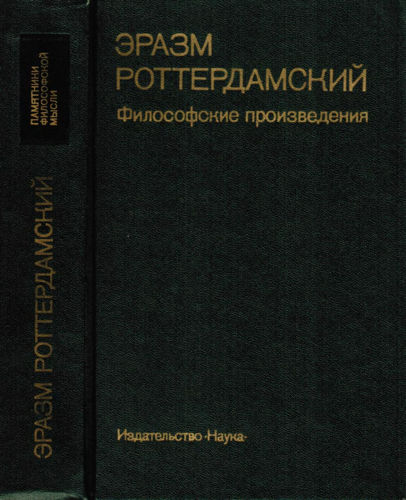 ПАМЯТНИКИ
ФИЛОСОФСКОЙ
МЫСЛИ
ЭРАЗМ РОТТЕРДАМСКИЙ
ЭРАЗМ
РОТТЕРДАМСКИЙ
Философские произведения
Издательство «Наука»